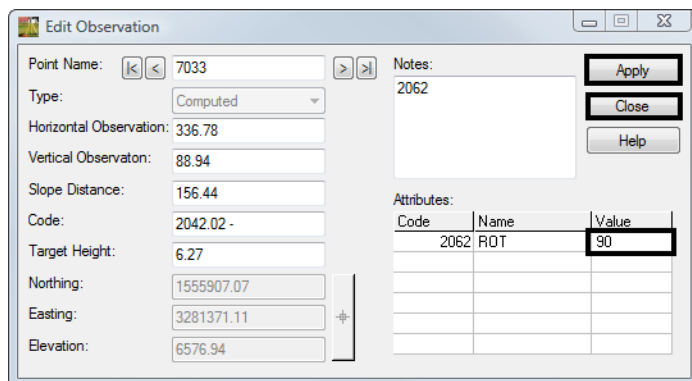 Edit Observation
Point Name: |< < 7033 > >|
Type: Computed
Horizontal Observation: 336.78
Vertical Observaton: 88.94
Slope Distance: 156.44
Code: 2042.02 -
Target Height: 6.27
Northing: 1555907.07
Easting: 3281371.11
Elevation: 6576.94
Notes:
2062
Apply
Close
Help
Attributes:
Code Name Value
2062 ROT 90